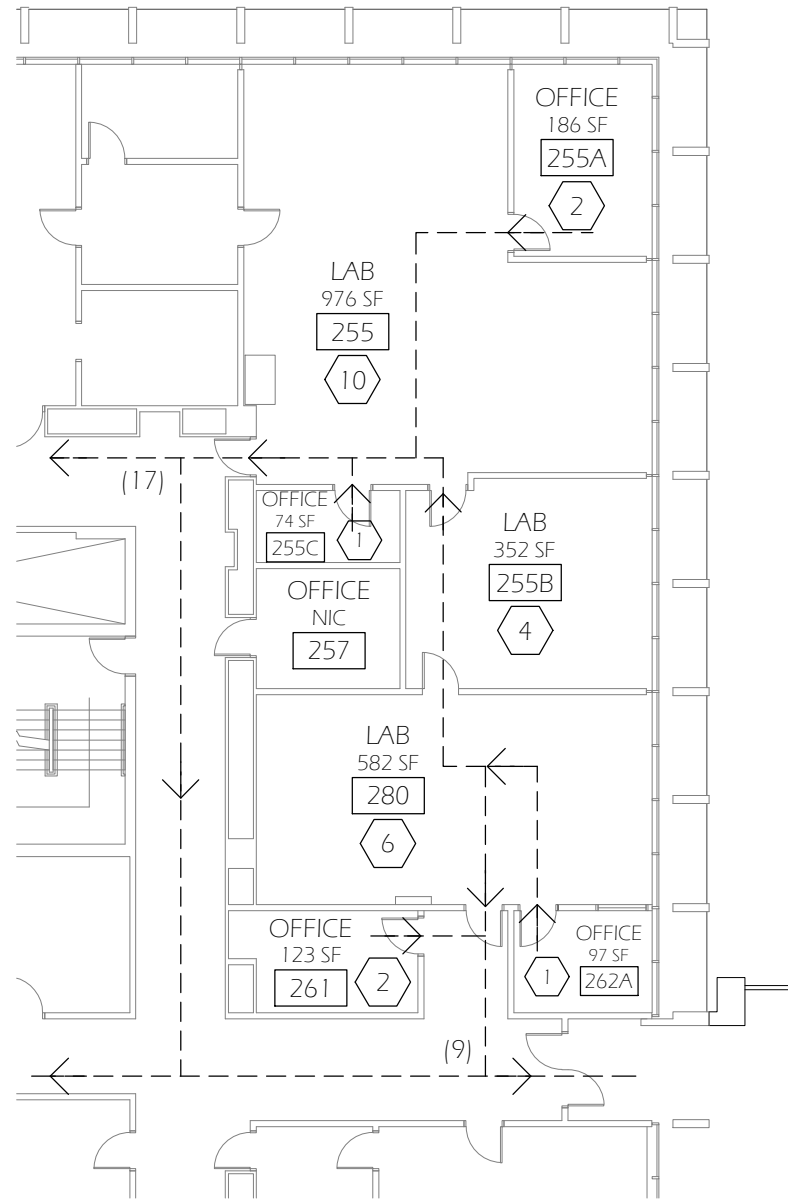 OFFICE
186 SF
255A
2
LAB
976 SF
255
10
(17)
OFFICE
74 SF
255C
1
LAB
352 SF
255B
4
OFFICE
NIC
257
LAB
582 SF
280
6
OFFICE
123 SF
261
2
OFFICE
97 SF
262A
1
(9)